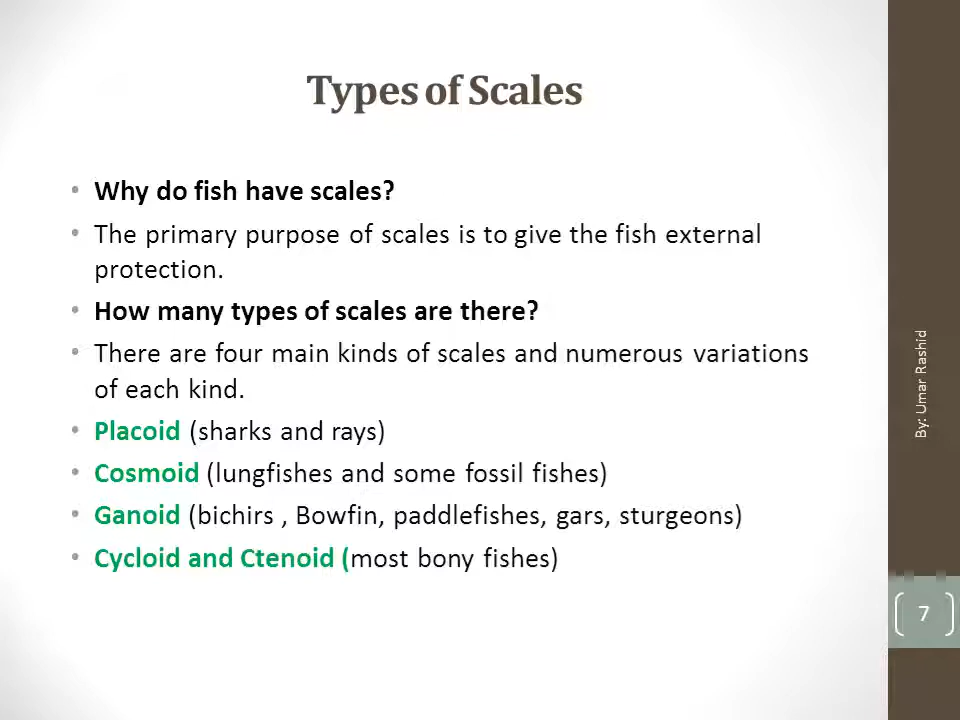 Types of Scales
• Why do fish have scales?
• The primary purpose of scales is to give the fish external
protection.
• How many types of scales are there?
• There are four main kinds of scales and numerous variations
of each kind.
• Placoid (sharks and rays)
• Cosmoid (lungfishes and some fossil fishes)
• Ganoid (bichirs , Bowfin, paddlefishes, gars, sturgeons)
• Cycloid and Ctenoid (most bony fishes)
By: Umar Rashid
7